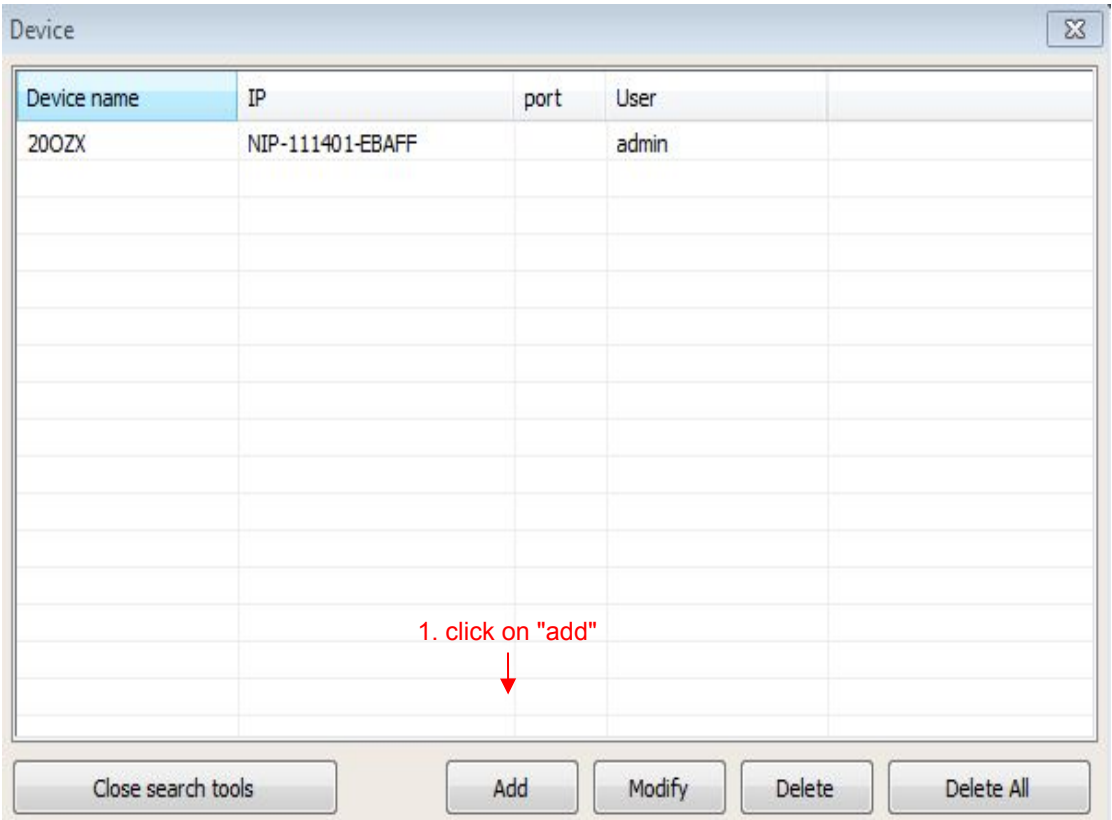 Device
Device name IP port User
20OZX NIP-111401-EBAFF admin
1. click on "add"
Close search tools Add Modify Delete Delete All